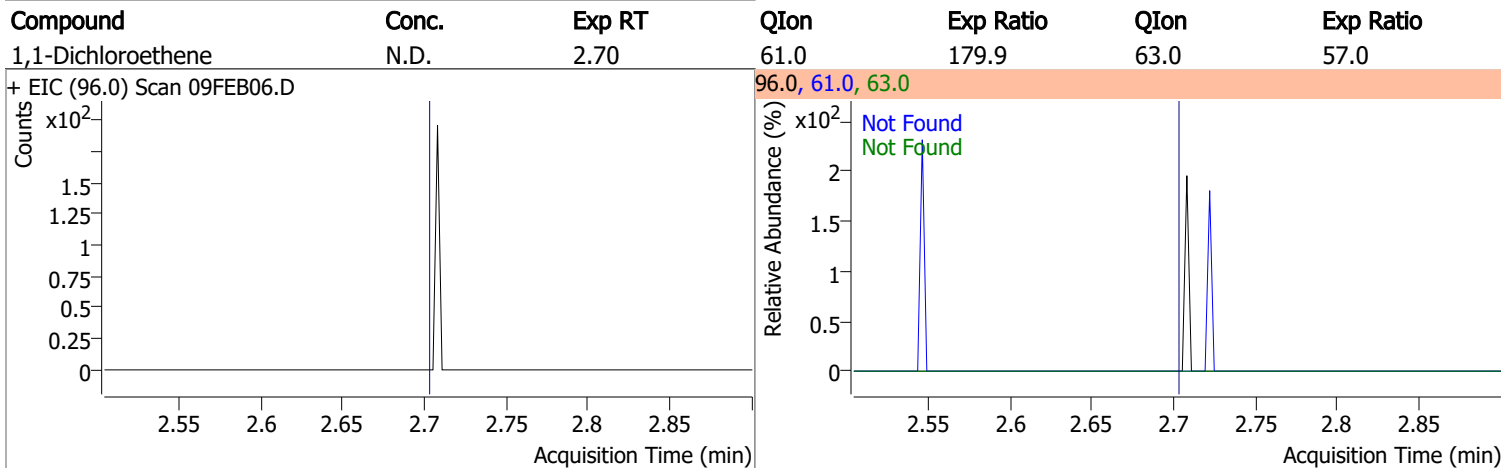 Compound Conc. Exp RT QIon Exp Ratio QIon Exp Ratio
1,1-Dichloroethene N.D. 2.70 61.0 179.9 63.0 57.0
+ EIC (96.0) Scan 09FEB06.D
Counts
x10²
1.5
1.25
1
0.75
0.5
0.25
0
2.55 2.6 2.65 2.7 2.75 2.8 2.85
Acquisition Time (min)
96.0, 61.0, 63.0
Relative Abundance (%)
x10²
Not Found
Not Found
2
1.5
1
0.5
0
2.55 2.6 2.65 2.7 2.75 2.8 2.85
Acquisition Time (min)